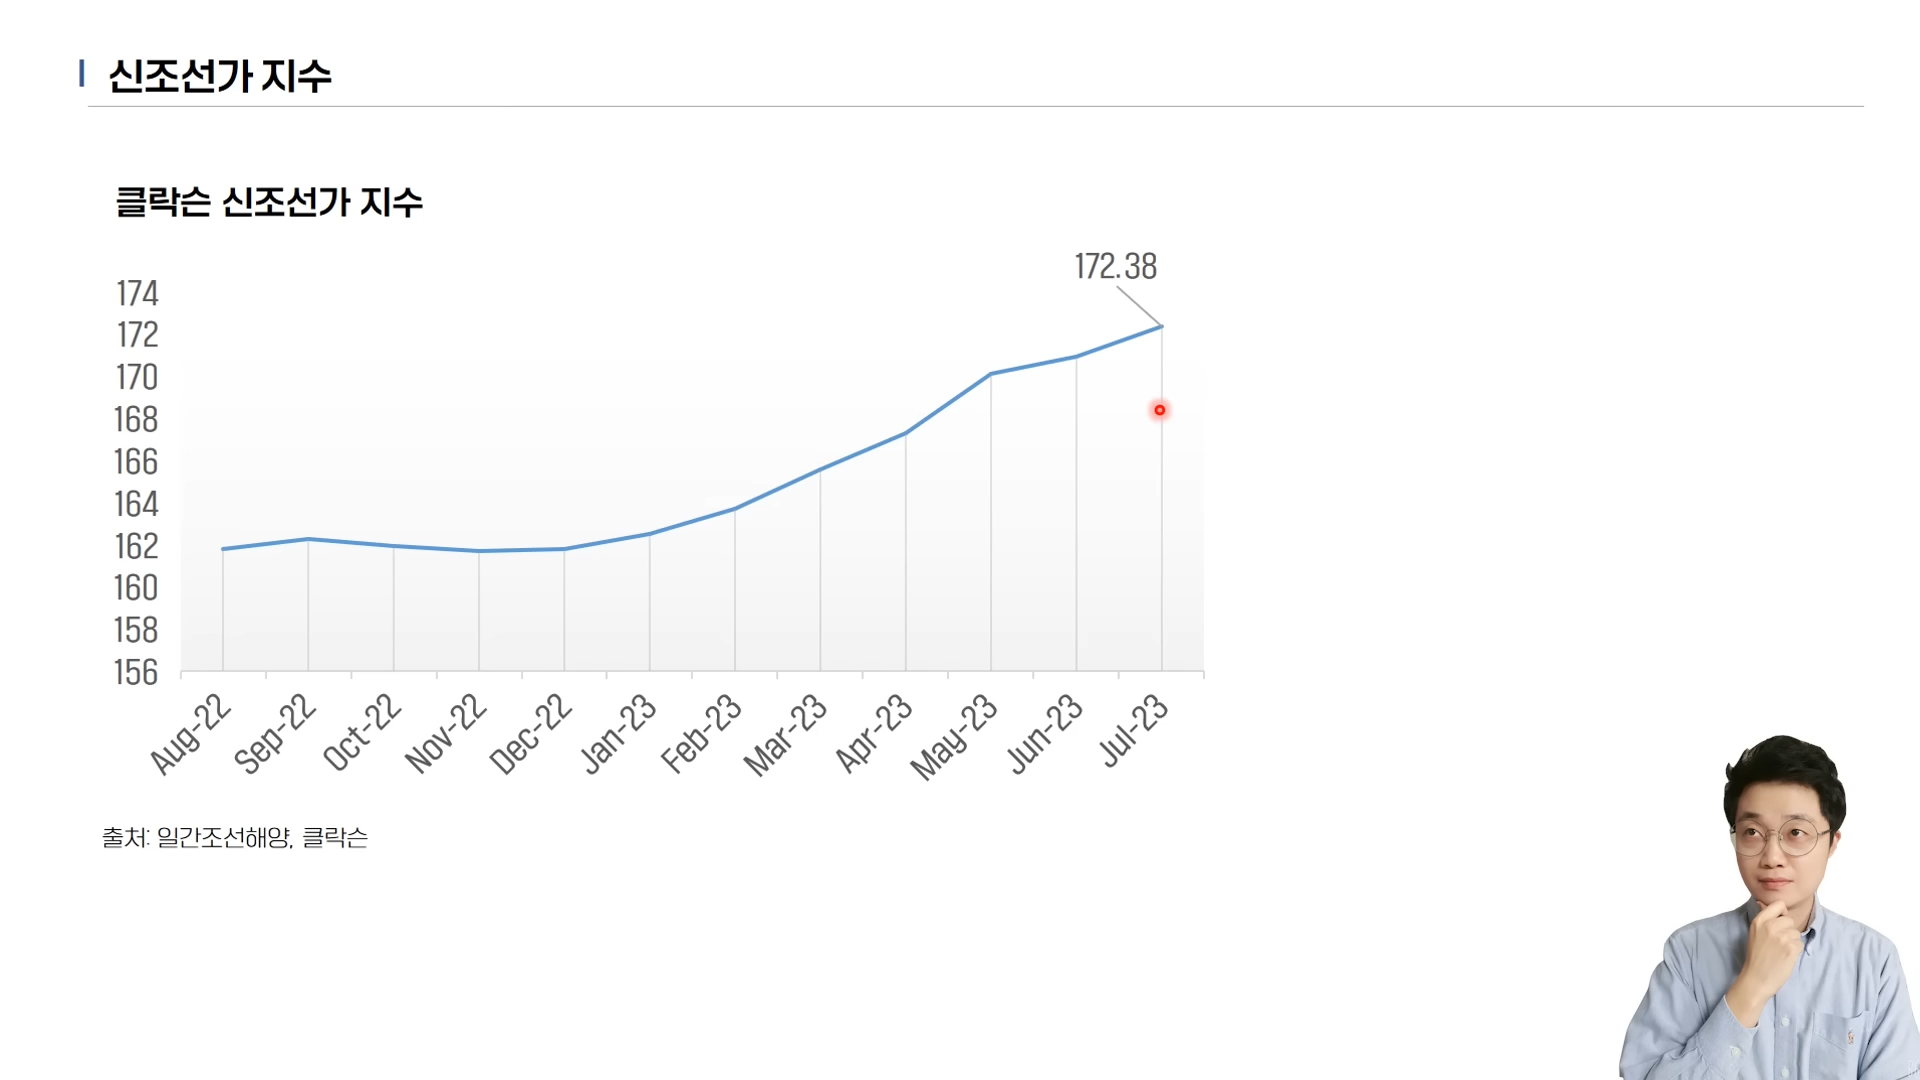 신조선가 지수
클락슨 신조선가 지수
172.38
174
172
170
168
166
164
162
160
158
156
Aug-22
Sep-22
Oct-22
Nov-22
Dec-22
Jan-23
Feb-23
Mar-23
Apr-23
May-23
Jun-23
Jul-23
출처: 일간조선해양, 클락슨